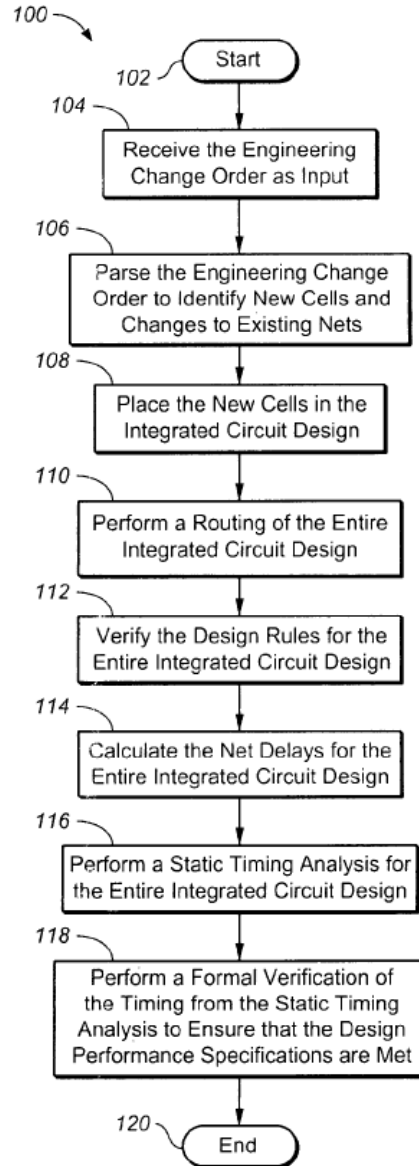 100
102
Start
104
Receive the Engineering
Change Order as Input
106
Parse the Engineering Change
Order to Identify New Cells and
Changes to Existing Nets
108
Place the New Cells in the
Integrated Circuit Design
110
Perform a Routing of the Entire
Integrated Circuit Design
112
Verify the Design Rules for the
Entire Integrated Circuit Design
114
Calculate the Net Delays for the
Entire Integrated Circuit Design
116
Perform a Static Timing Analysis for
the Entire Integrated Circuit Design
118
Perform a Formal Verification of
the Timing from the Static Timing
Analysis to Ensure that the Design
Performance Specifications are Met
120
End